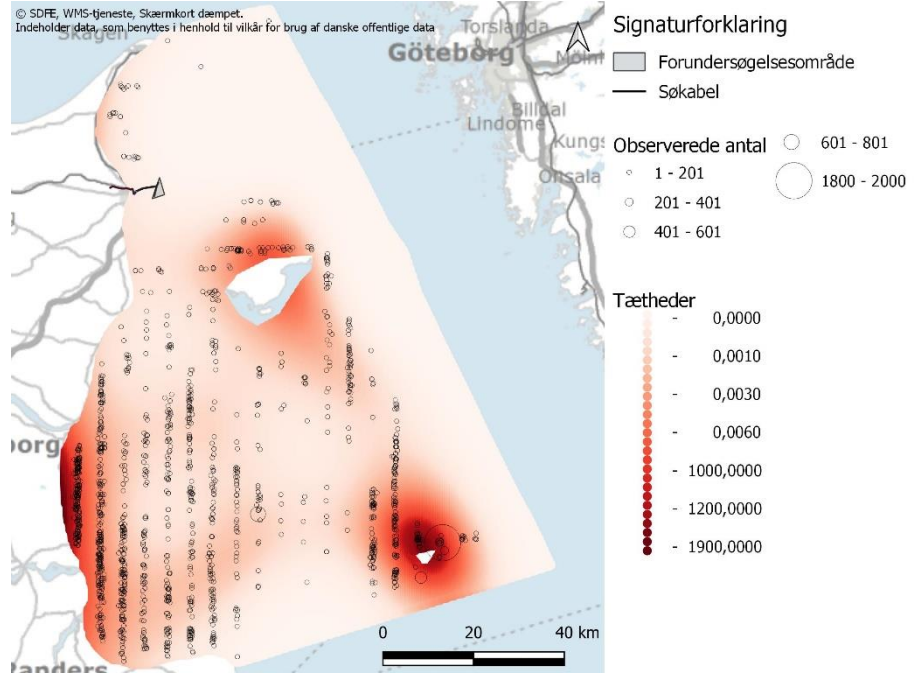 © SDFE, WMS-tjeneste, Skærmkort dæmpet.
Indeholder data, som benyttes i henhold til vilkår for brug af danske offentlige data
Skagen
Torslanda
Göteborg
Billdal
Lindome
Kungs
Onsala
borg
Randers
0 20 40 km
Signaturforklaring
Forundersøgelsesområde
Søkabel
Observerede antal
1 - 201
201 - 401
401 - 601
601 - 801
1800 - 2000
Tætheder
- 0,0000
- 0,0010
- 0,0030
- 0,0060
- 1000,0000
- 1200,0000
- 1900,0000